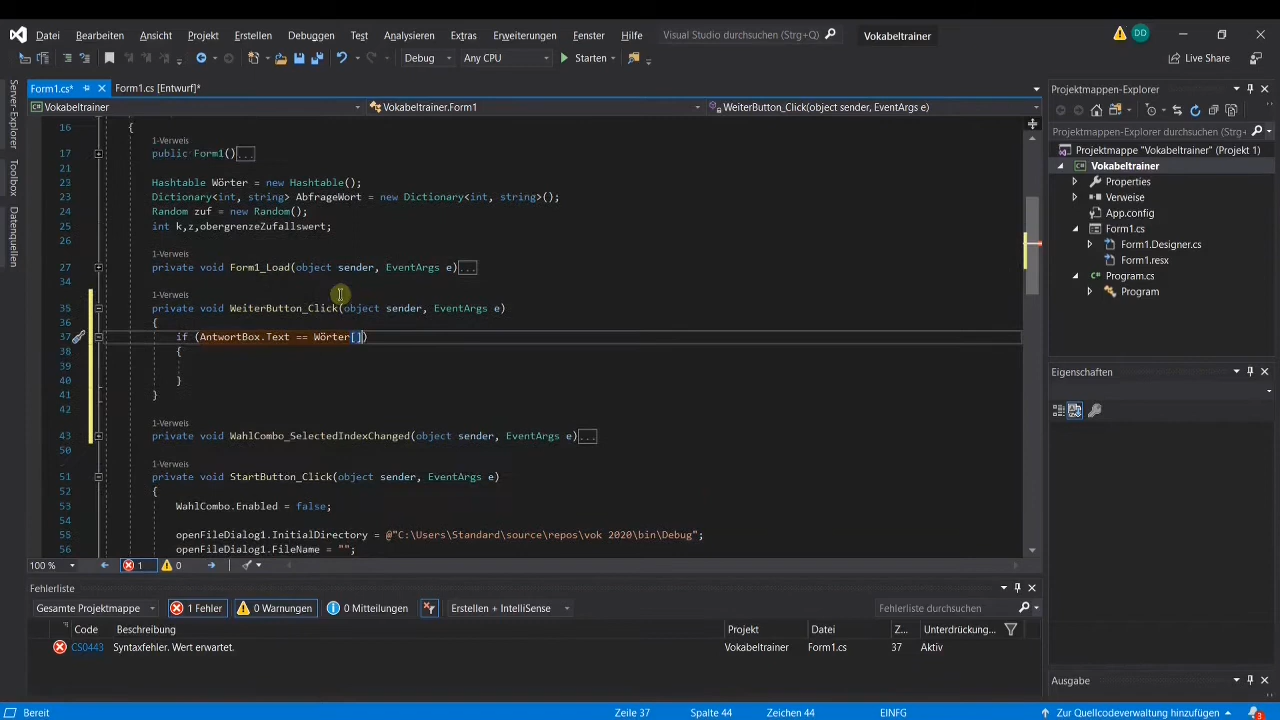 Datei Bearbeiten Ansicht Git Projekt Erstellen Debuggen Test Analysieren Extras Erweiterungen Fenster Hilfe Visual Studio durchsuchen (Strg+Q) Vokabeltrainer DD
Debug Any CPU Starten Live Share
Form1.cs* Form1.cs [Entwurf]*
Vokabeltrainer Vokabeltrainer.Form1 WeiterButton_Click(object sender, EventArgs e)
Server-Explorer
Toolbox
Datenquellen
16 {
1-Verweis
17 public Form1()...
21
23 Hashtable Wörter = new Hashtable();
23 Dictionary<int, string> AbfrageWort = new Dictionary<int, string>();
24 Random zuf = new Random();
25 int k,z,obergrenzeZufallswert;
26
1-Verweis
27 private void Form1_Load(object sender, EventArgs e)...
34
1-Verweis
35 private void WeiterButton_Click(object sender, EventArgs e)
36 {
37 if (AntwortBox.Text == Wörter[])
38 {
39
40 }
41 }
42
1-Verweis
43 private void WahlCombo_SelectedIndexChanged(object sender, EventArgs e)...
50
1-Verweis
51 private void StartButton_Click(object sender, EventArgs e)
52 {
53 WahlCombo.Enabled = false;
54
55 openFileDialog1.InitialDirectory = @"C:\Users\Standard\source\repos\vok 2020\bin\Debug";
56 openFileDialog1.FileName = "";
100 % 1 0
Projektmappen-Explorer
Projektmappen-Explorer durchsuchen (Strg+
Projektmappe "Vokabeltrainer" (Projekt 1)
Vokabeltrainer
Properties
Verweise
App.config
Form1.cs
Form1.Designer.cs
Form1.resx
Program.cs
Program
Eigenschaften
Ausgabe
Fehlerliste
Gesamte Projektmappe 1 Fehler 0 Warnungen 0 Mitteilungen Erstellen + IntelliSense Fehlerliste durchsuchen
Code Beschreibung Projekt Datei Z... Unterdrückung...
CS0443 Syntaxfehler. Wert erwartet. Vokabeltrainer Form1.cs 37 Aktiv
Bereit Zeile 37 Spalte 44 Zeichen 44 EINFG Zur Quellcodeverwaltung hinzufügen